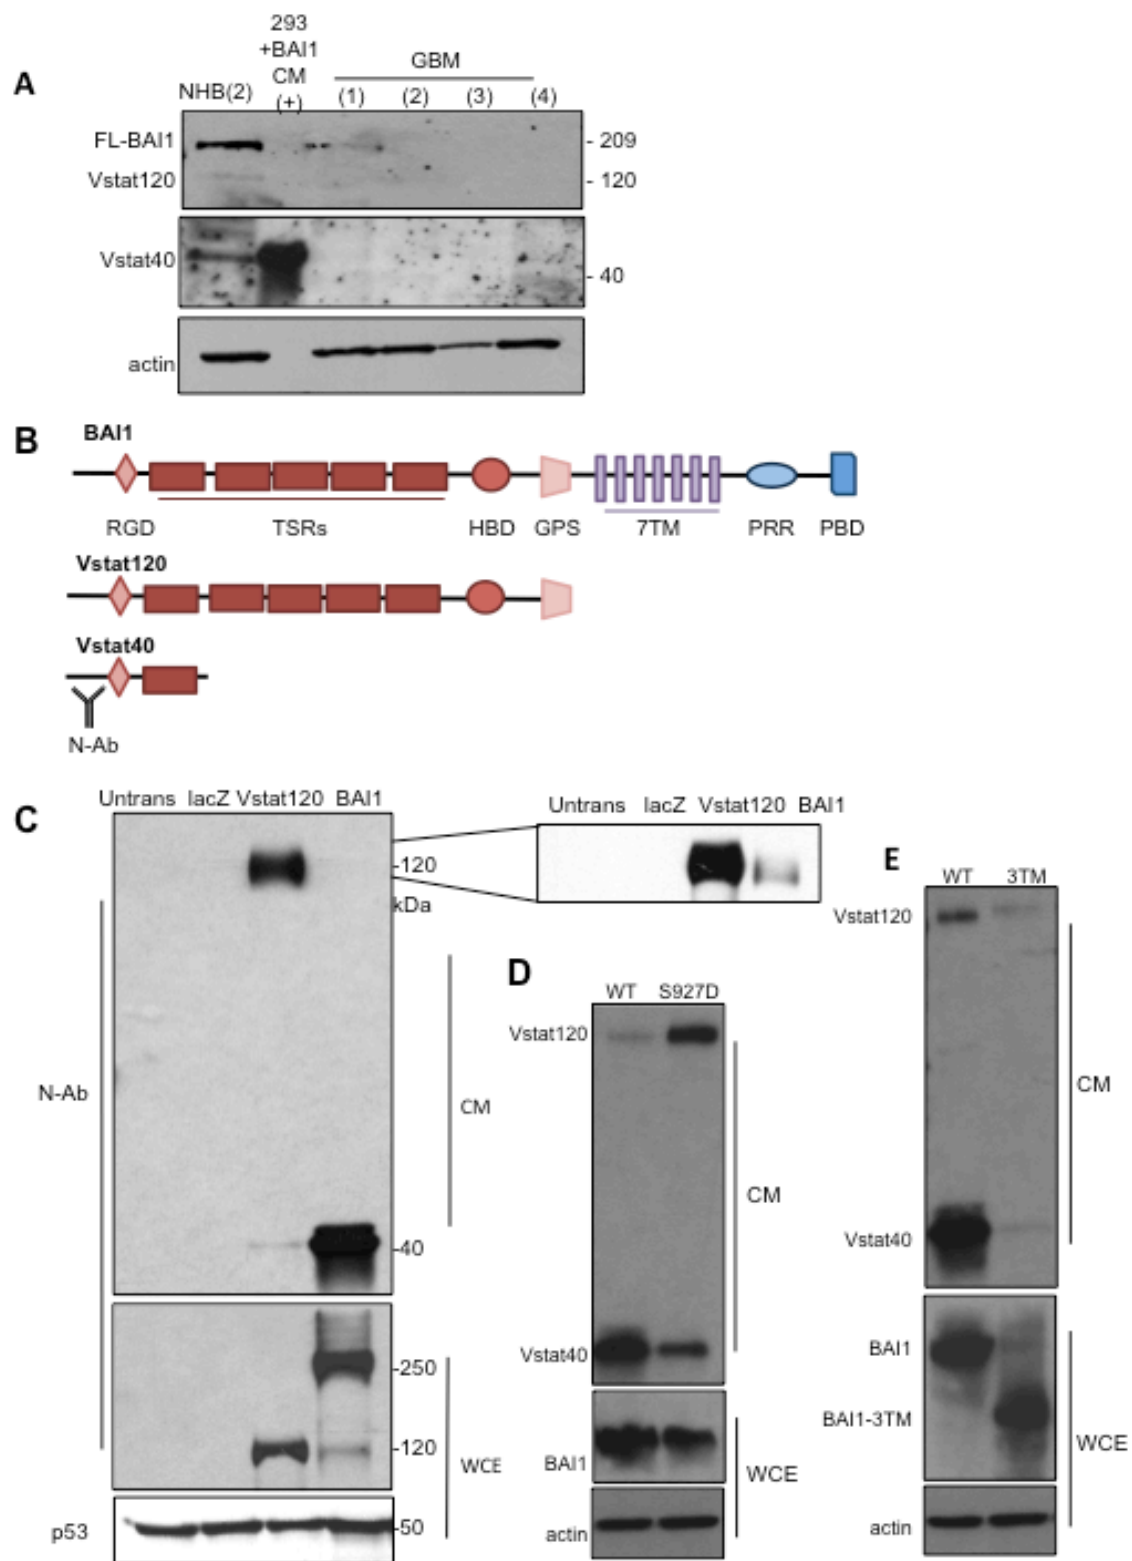 A
293
+BAI1
CM
(+)
GBM
NHB(2)
(1) (2) (3) (4)
FL-BAI1
- 209
Vstat120
- 120
Vstat40
- 40
actin
B
BAI1
RGD TSRs HBD GPS 7TM PRR PBD
Vstat120
Vstat40
N-Ab
C
Untrans lacZ Vstat120 BAI1
-120
kDa
N-Ab
CM
-40
-250
-120
WCE
p53
-50
Untrans lacZ Vstat120 BAI1
D
WT S927D
Vstat120
CM
Vstat40
BAI1
WCE
actin
E
WT 3TM
Vstat120
CM
Vstat40
BAI1
BAI1-3TM
WCE
actin